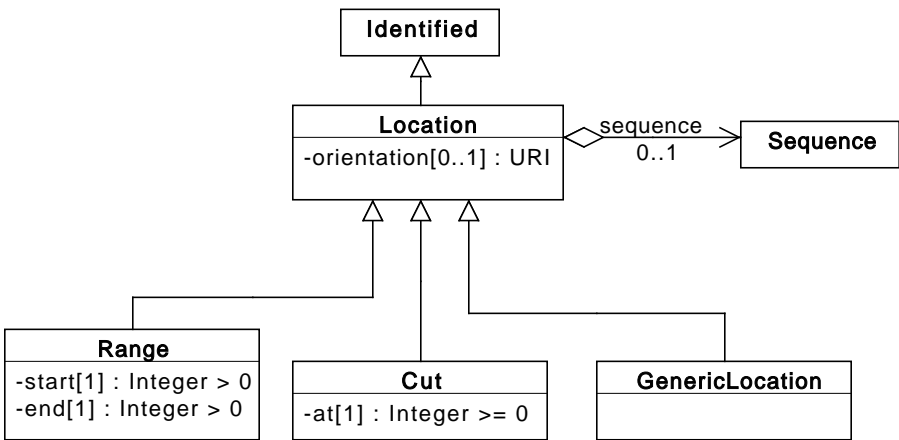 Identified
Location
-orientation[0..1] : URI
sequence
0..1
Sequence
Range
-start[1] : Integer > 0
-end[1] : Integer > 0
Cut
-at[1] : Integer >= 0
GenericLocation